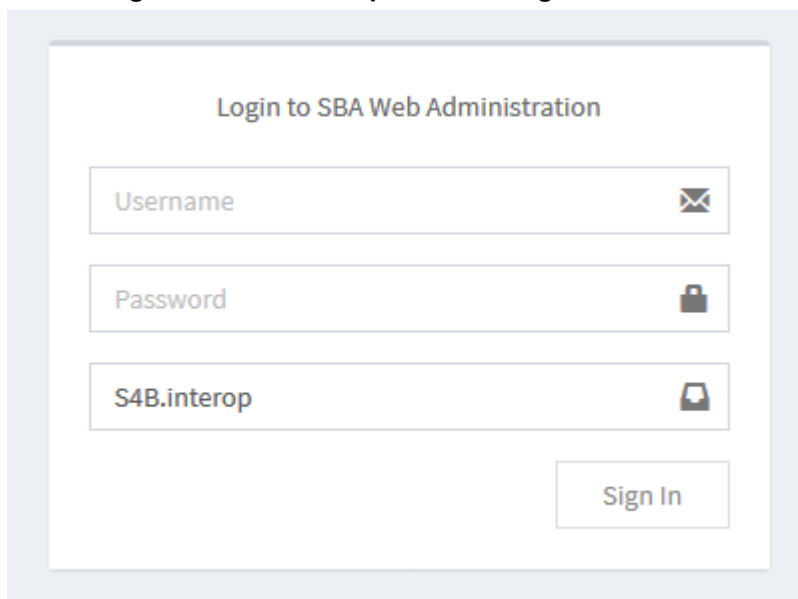 Login to SBA Web Administration
Username
Password
S4B.interop
Sign In